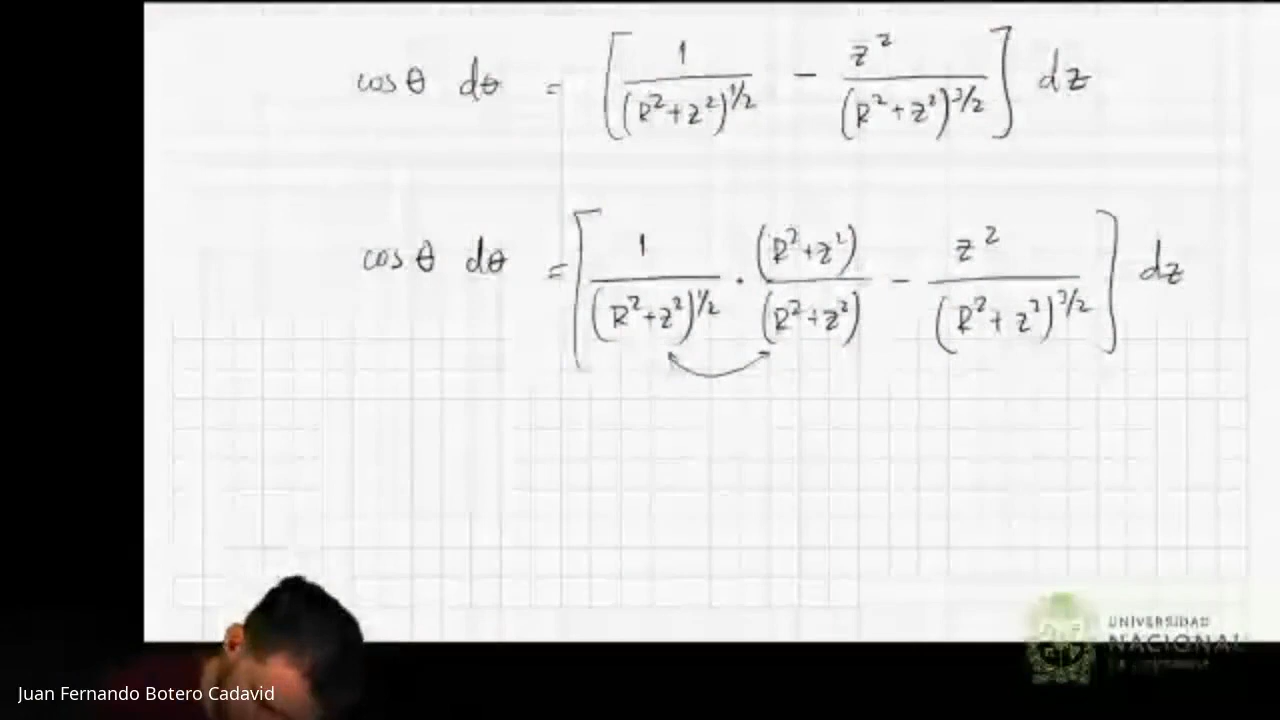 cos θ dθ = [ 1/(R²+z²)^1/2 − z²/(R²+z²)^3/2 ] dz
cos θ dθ = [ 1/(R²+z²)^1/2 · (R²+z²)/(R²+z²) − z²/(R²+z²)^3/2 ] dz
UNIVERSIDAD
NACIONAL
Juan Fernando Botero Cadavid